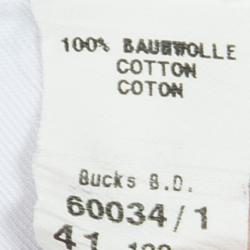 100% BAUMWOLLE
COTTON
COTON
Bucks B.D.
60034/1
41